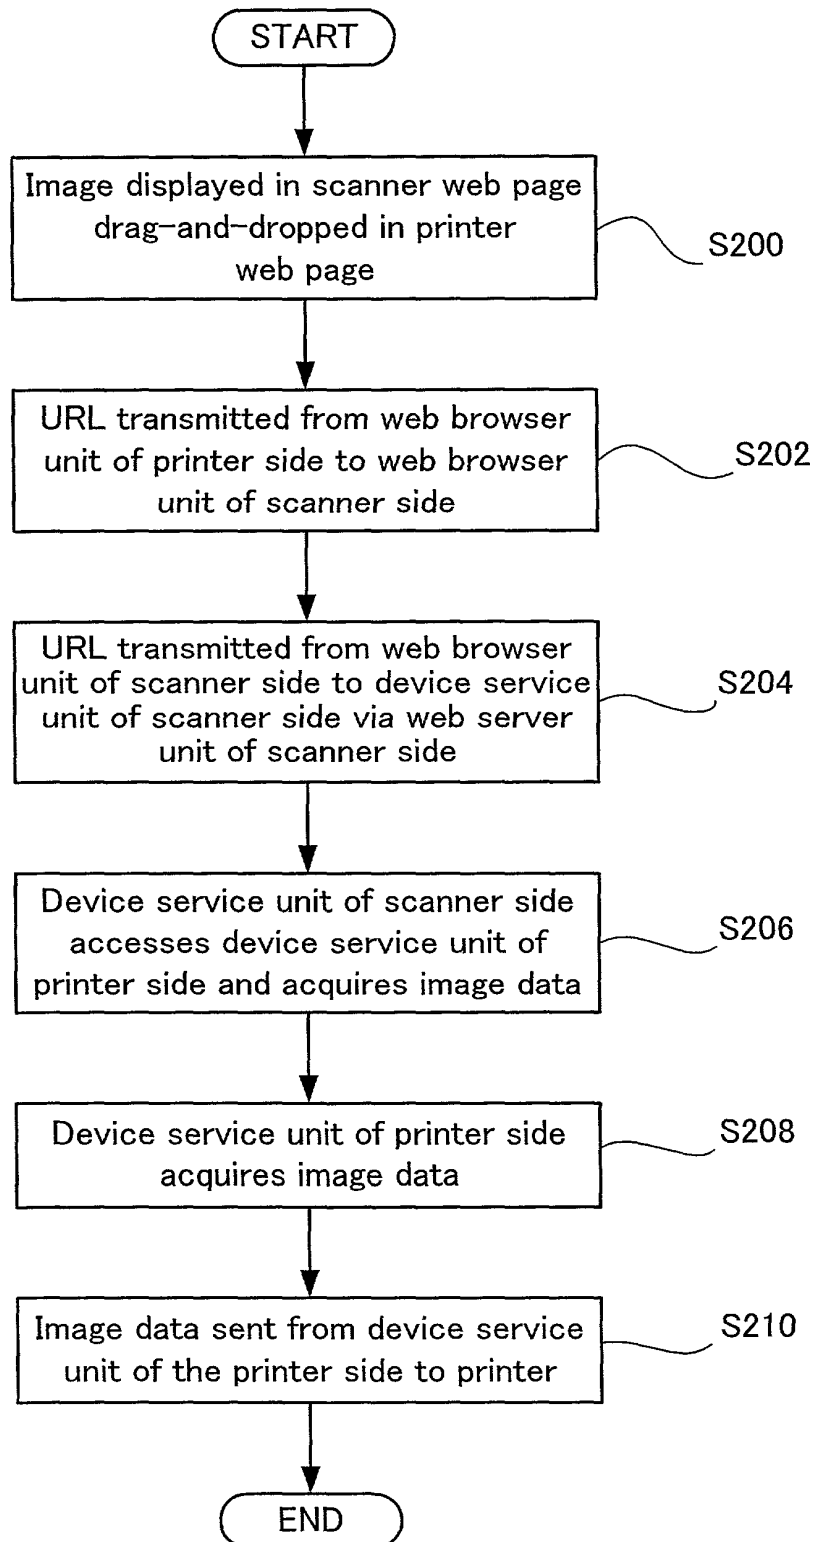 START
Image displayed in scanner web page
drag-and-dropped in printer
web page
S200
URL transmitted from web browser
unit of printer side to web browser
unit of scanner side
S202
URL transmitted from web browser
unit of scanner side to device service
unit of scanner side via web server
unit of scanner side
S204
Device service unit of scanner side
accesses device service unit of
printer side and acquires image data
S206
Device service unit of printer side
acquires image data
S208
Image data sent from device service
unit of the printer side to printer
S210
END